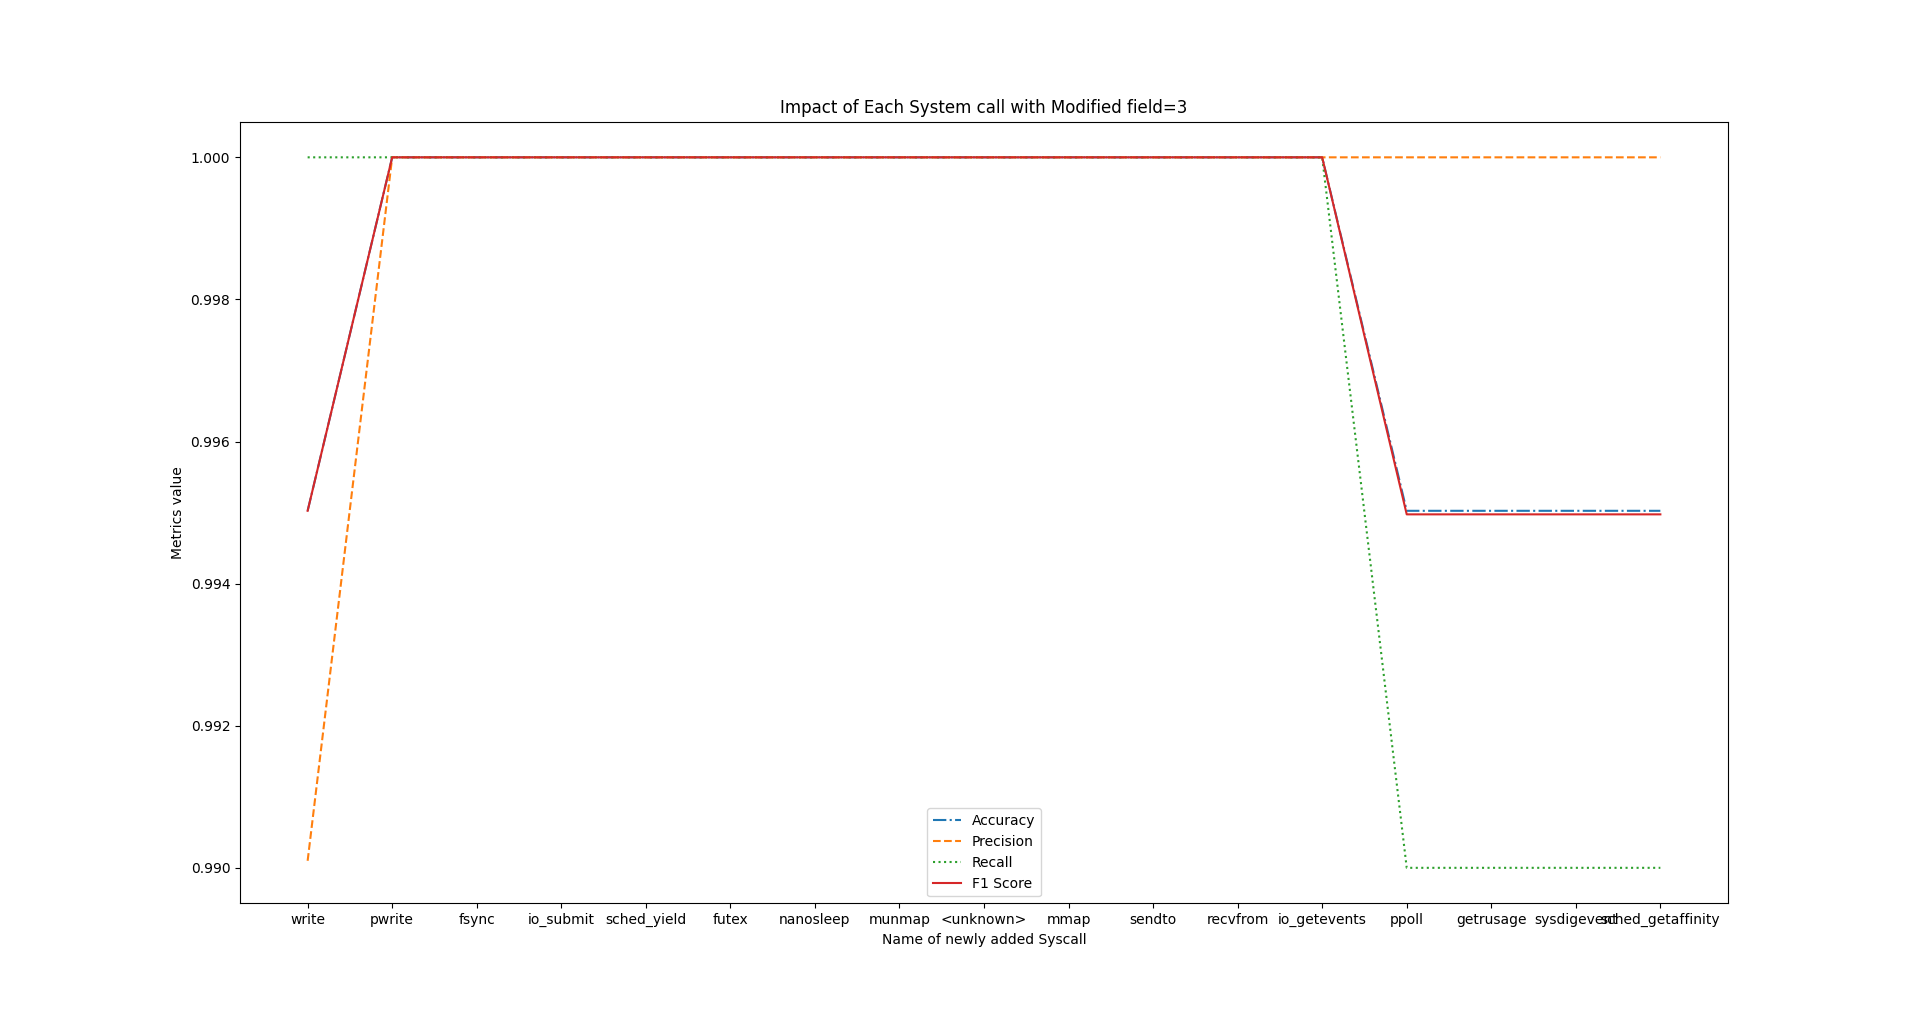 Impact of Each System call with Modified field=3
Metrics value
1.000
0.998
0.996
0.994
0.992
0.990
Accuracy
Precision
Recall
F1 Score
write pwrite fsync io_submit sched_yield futex nanosleep munmap <unknown> mmap sendto recvfrom io_getevents ppoll getrusage sysdigevent sched_getaffinity
Name of newly added Syscall